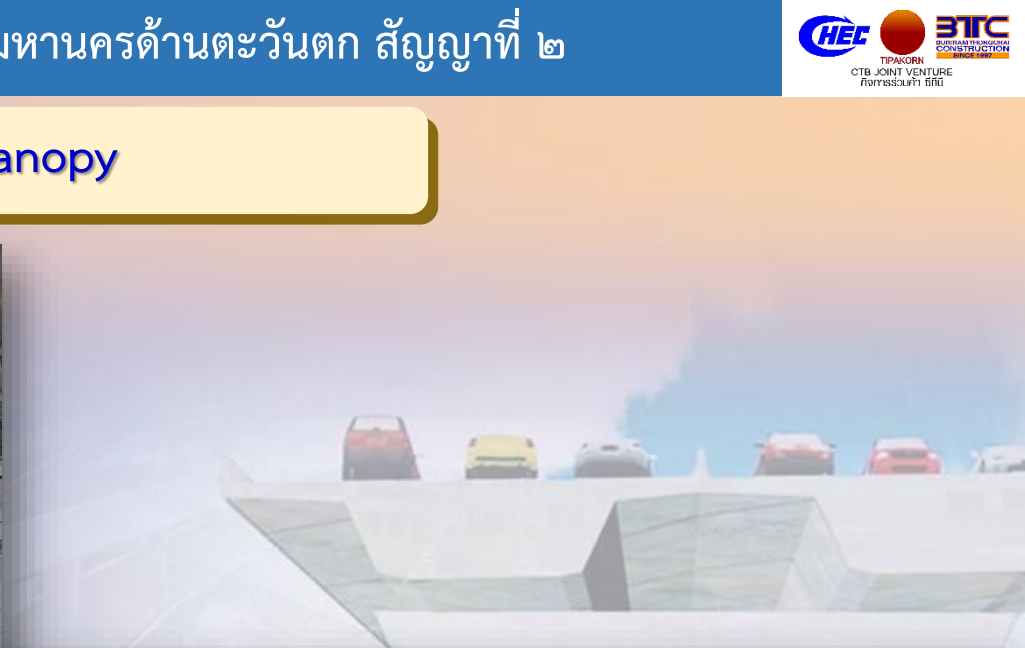 มหานครด้านตะวันตก สัญญาที่ ๒
CHEC
BTC
BURIRAM THONGCHAI
CONSTRUCTION
SINCE 1967
TIPAKORN
CTB JOINT VENTURE
กิจการร่วมค้า ซีทีบี
anopy